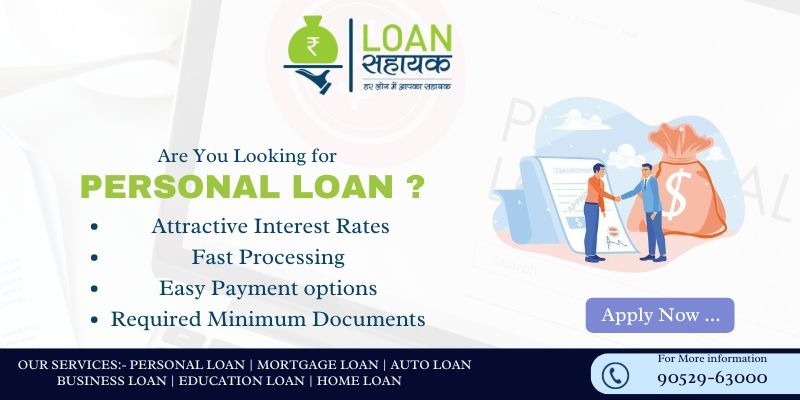 LOAN
सहायक
हर लोन में आपका सहायक
Are You Looking for
PERSONAL LOAN ?
Attractive Interest Rates
Fast Processing
Easy Payment options
Required Minimum Documents
$
Apply Now ...
OUR SERVICES:- PERSONAL LOAN | MORTGAGE LOAN | AUTO LOAN
BUSINESS LOAN | EDUCATION LOAN | HOME LOAN
For More information
90529-63000
₹
search